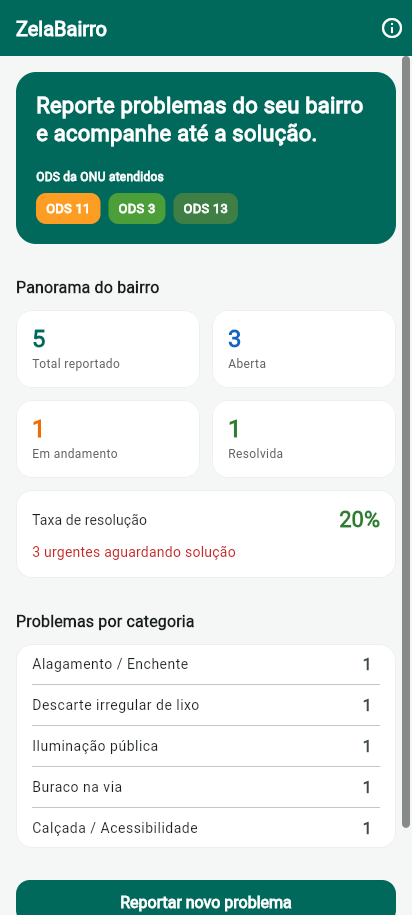 ZelaBairro
Reporte problemas do seu bairro
e acompanhe até a solução.
ODS da ONU atendidos
ODS 11 ODS 3 ODS 13
Panorama do bairro
5 3
Total reportado Aberta
1 1
Em andamento Resolvida
Taxa de resolução 20%
3 urgentes aguardando solução
Problemas por categoria
Alagamento / Enchente 1
Descarte irregular de lixo 1
Iluminação pública 1
Buraco na via 1
Calçada / Acessibilidade 1
Reportar novo problema